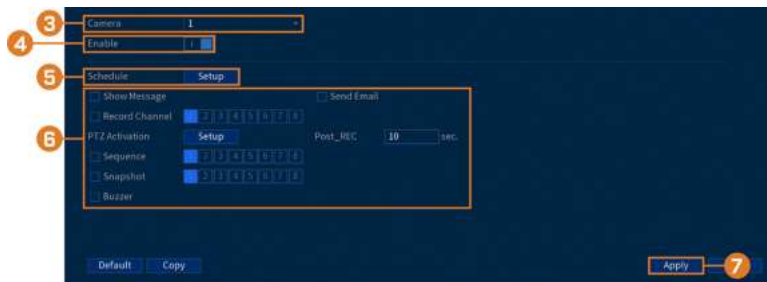 3 Camera 1
4 Enable
5 Schedule Setup
Show Message Send Email
Record Channel 1 2 3 4 5 6 7 8
6 PTZ Activation Setup Post_REC 10 sec.
Sequence 1 2 3 4 5 6 7 8
Snapshot 1 2 3 4 5 6 7 8
Buzzer
Default Copy Apply 7